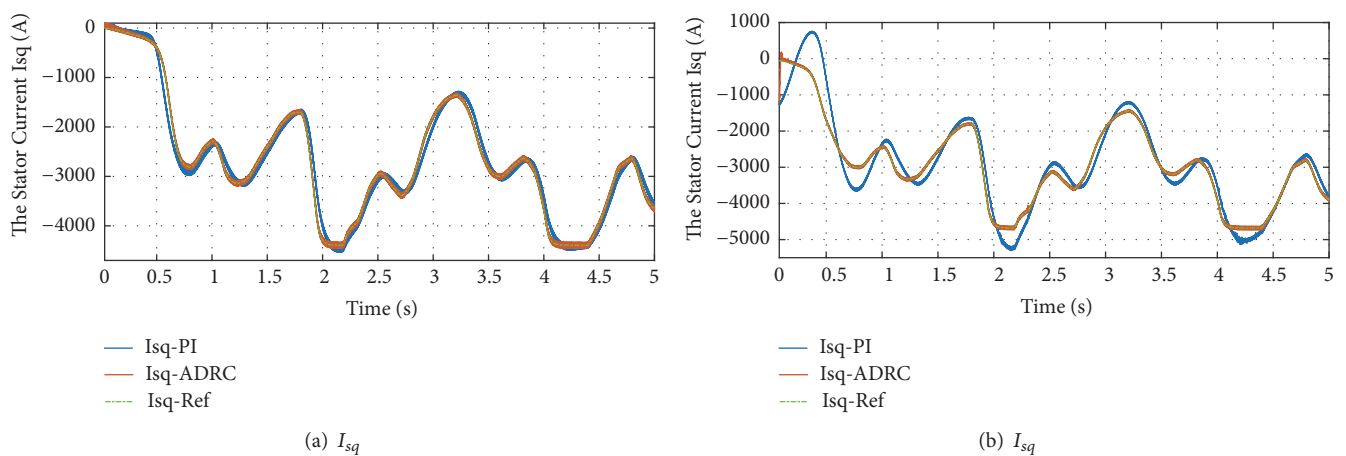 The Stator Current Isq (A)
0
−1000
−2000
−3000
−4000
0 0.5 1 1.5 2 2.5 3 3.5 4 4.5 5
Time (s)
Isq-PI
Isq-ADRC
Isq-Ref
(a) Isq
The Stator Current Isq (A)
1000
0
−1000
−2000
−3000
−4000
−5000
0 0.5 1 1.5 2 2.5 3 3.5 4 4.5 5
Time (s)
Isq-PI
Isq-ADRC
Isq-Ref
(b) Isq